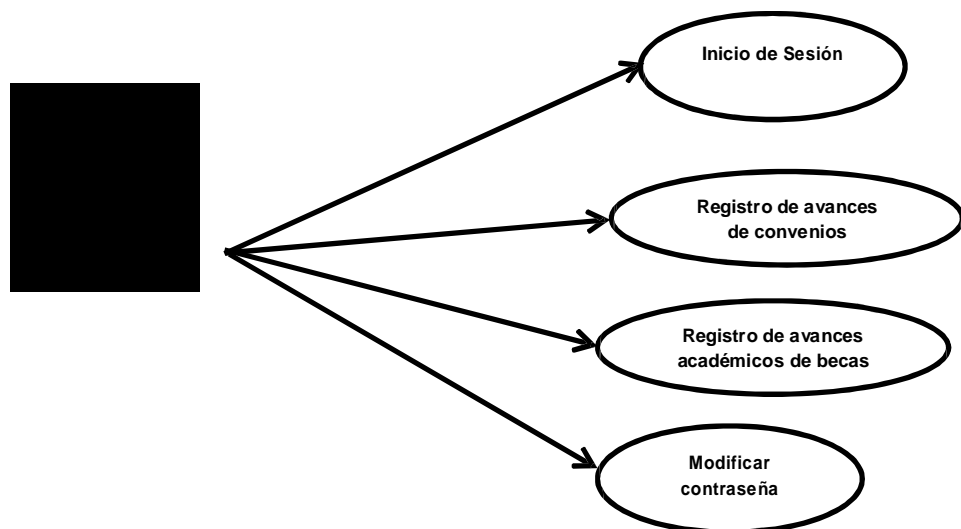 Inicio de Sesión
Registro de avances
de convenios
Registro de avances
académicos de becas
Modificar
contraseña